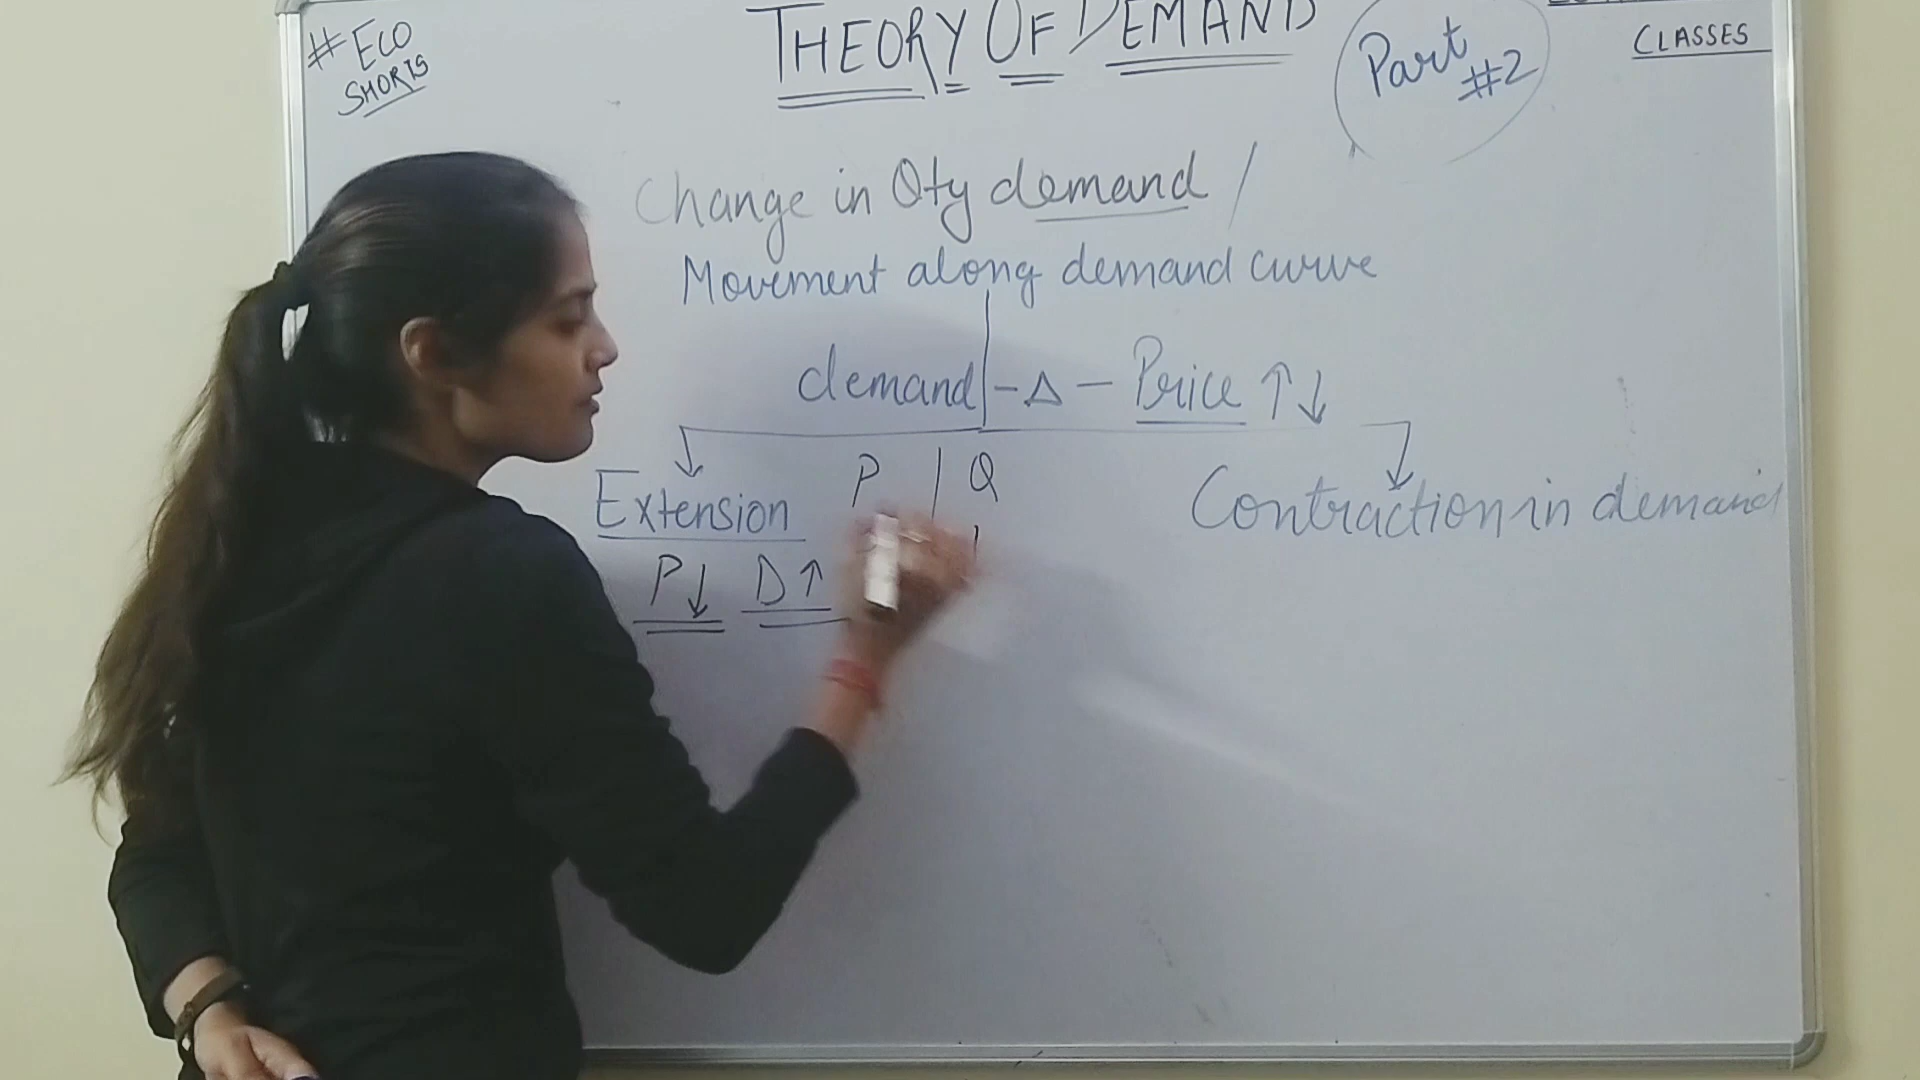 # ECO
SHORTS
THEORY OF DEMAND
Part
#2
CLASSES
Change in Qty demand /
Movement along demand curve
demand - Δ - Price ↑↓
Extension
P | Q
Contraction in demand
P↓ D↑